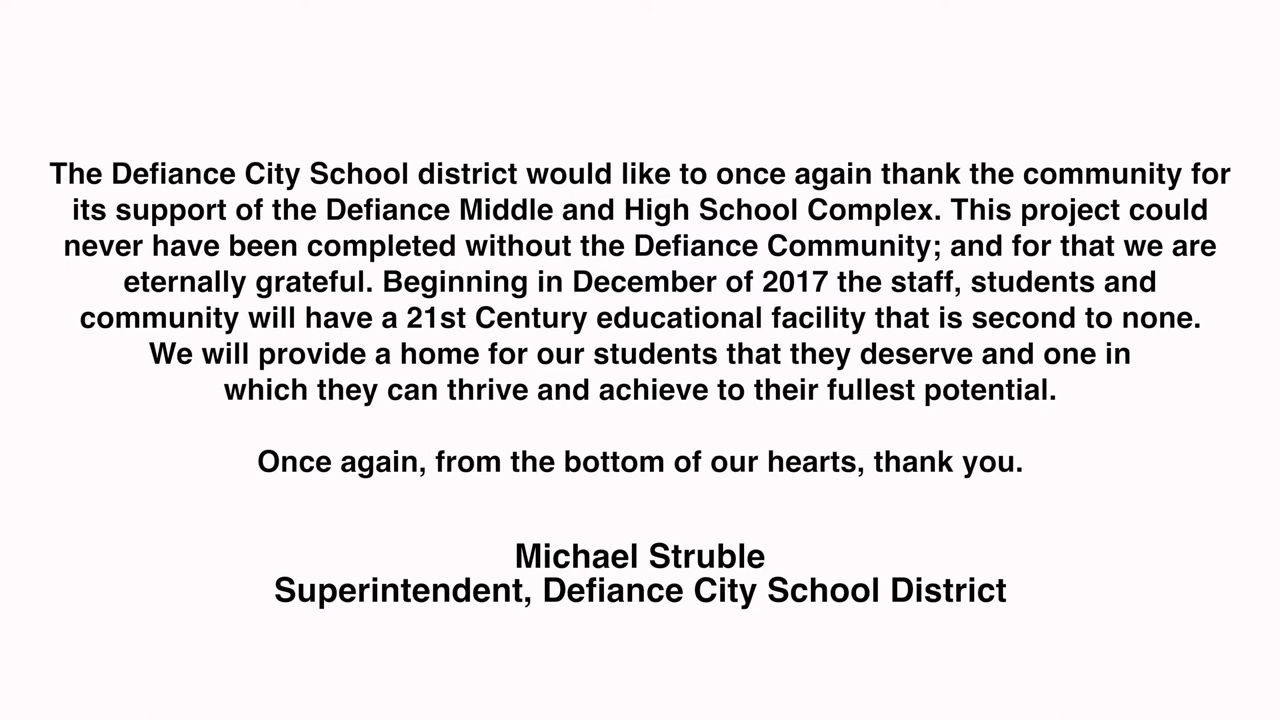 The Defiance City School district would like to once again thank the community for
its support of the Defiance Middle and High School Complex. This project could
never have been completed without the Defiance Community; and for that we are
eternally grateful. Beginning in December of 2017 the staff, students and
community will have a 21st Century educational facility that is second to none.
We will provide a home for our students that they deserve and one in
which they can thrive and achieve to their fullest potential.
Once again, from the bottom of our hearts, thank you.
Michael Struble
Superintendent, Defiance City School District